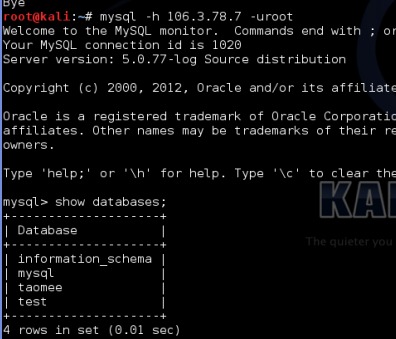 Bye
root@kali:~# mysql -h 106.3.78.7 -uroot
Welcome to the MySQL monitor.  Commands end with ; or
Your MySQL connection id is 1020
Server version: 5.0.77-log Source distribution
Copyright (c) 2000, 2012, Oracle and/or its affiliate
Oracle is a registered trademark of Oracle Corporatio
affiliates. Other names may be trademarks of their re
owners.
Type 'help;' or '\h' for help. Type '\c' to clear the
mysql> show databases;
+--------------------+
| Database           |
+--------------------+
| information_schema |
| mysql              |
| taomee             |
| test               |
+--------------------+
4 rows in set (0.01 sec)
KA
The quieter you